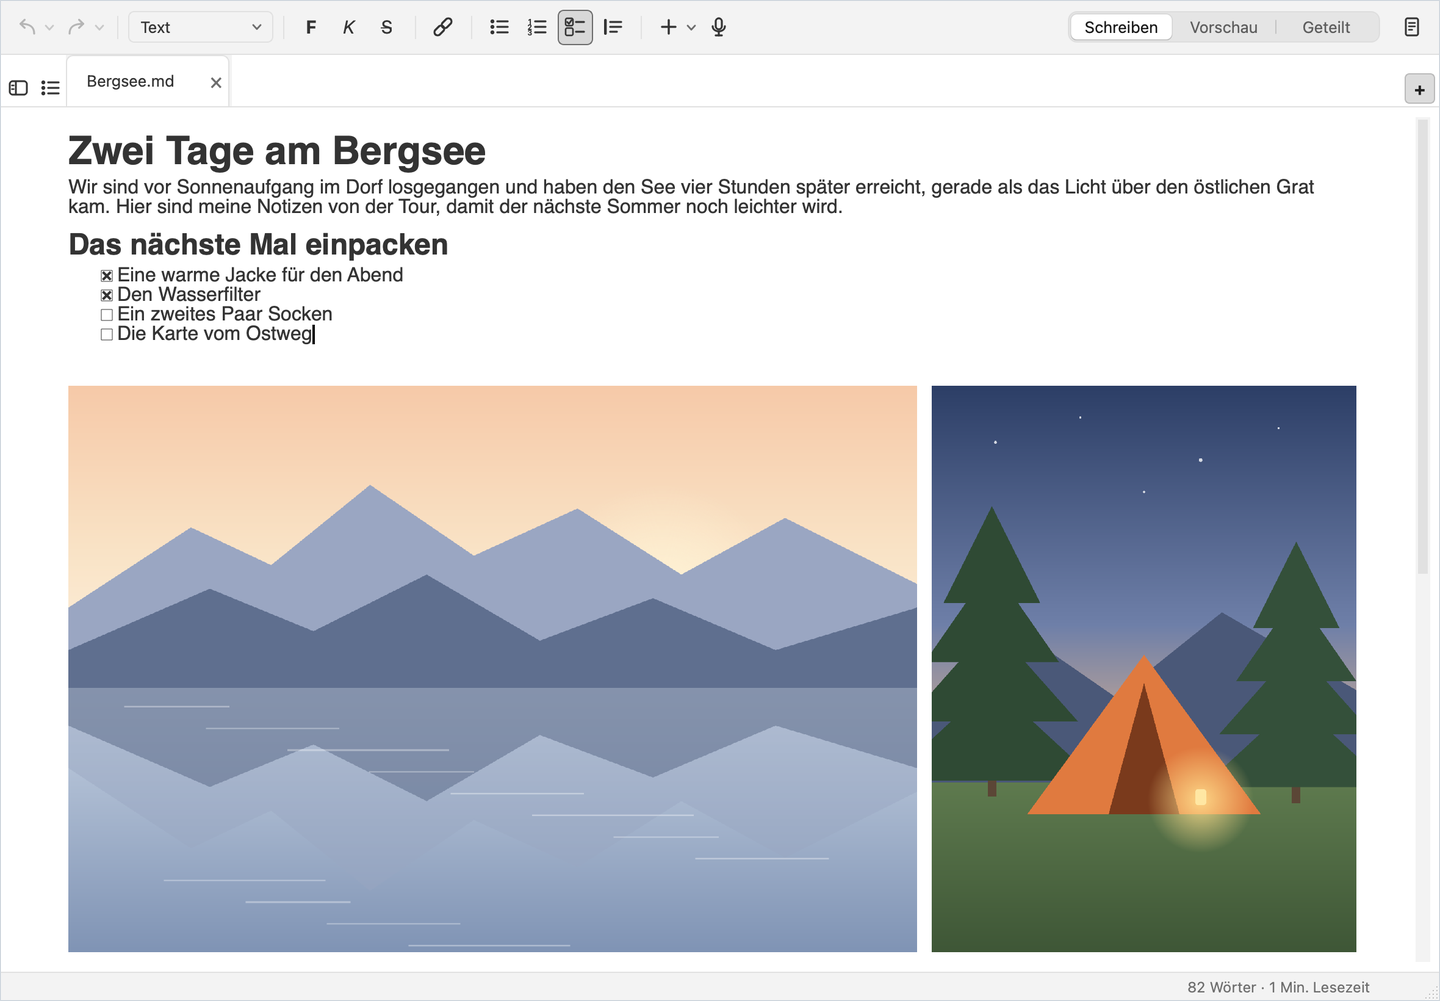 Text
F
K
S
Schreiben
Vorschau
Geteilt
Bergsee.md
Zwei Tage am Bergsee
Wir sind vor Sonnenaufgang im Dorf losgegangen und haben den See vier Stunden später erreicht, gerade als das Licht über den östlichen Grat
kam. Hier sind meine Notizen von der Tour, damit der nächste Sommer noch leichter wird.
Das nächste Mal einpacken
Eine warme Jacke für den Abend
Den Wasserfilter
Ein zweites Paar Socken
Die Karte vom Ostweg
82 Wörter · 1 Min. Lesezeit